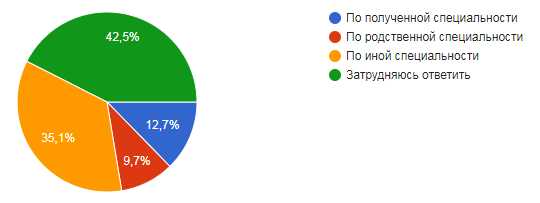 42,5%
По полученной специальности
По родственной специальности
По иной специальности
Затрудняюсь ответить
12,7%
35,1%
9,7%